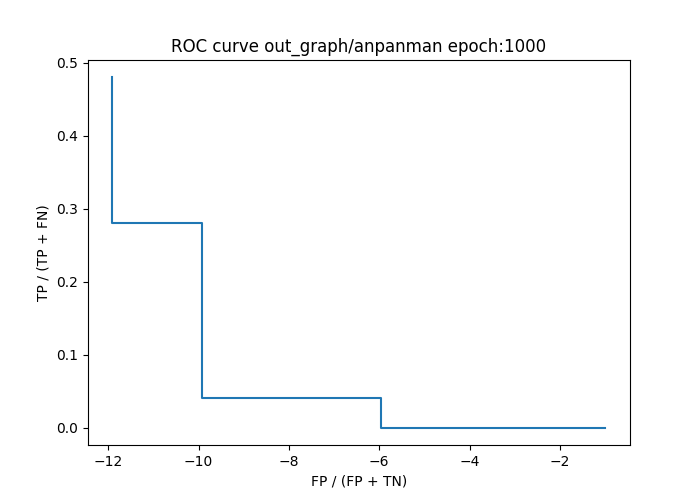 ROC curve out_graph/anpanman epoch:1000
TP / (TP + FN)
0.5
0.4
0.3
0.2
0.1
0.0
−12 −10 −8 −6 −4 −2
FP / (FP + TN)